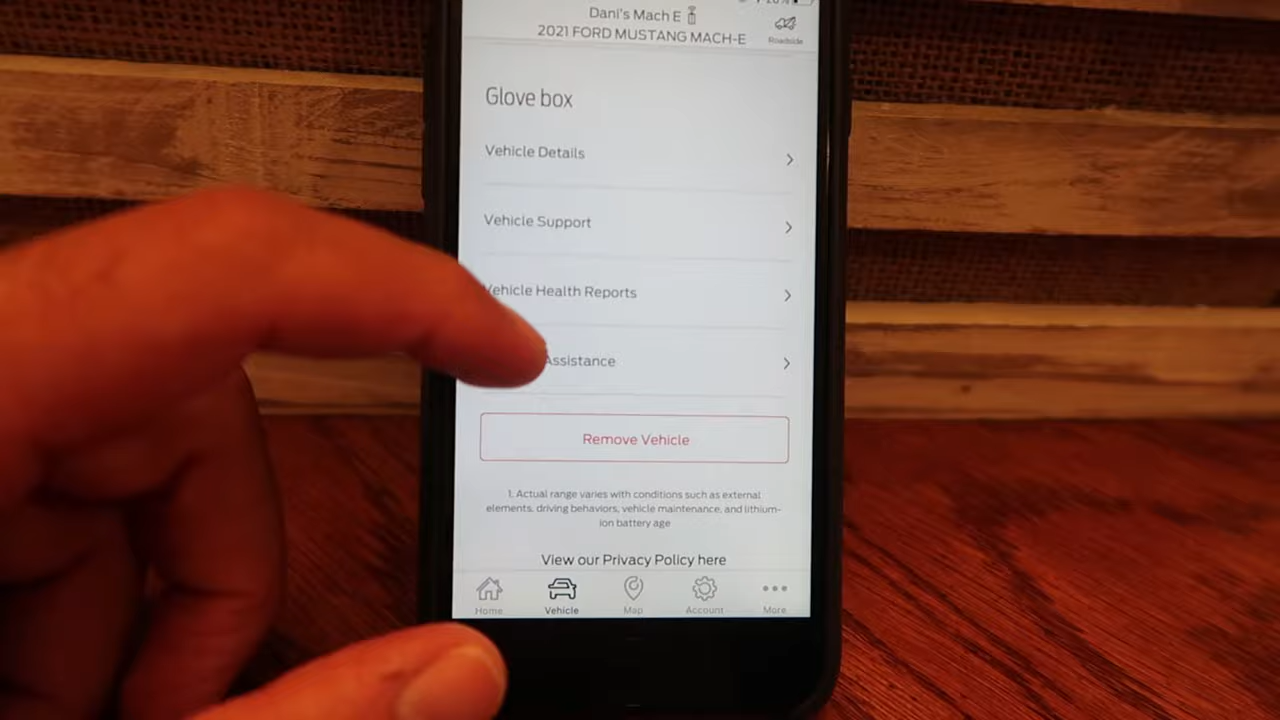 Dani's Mach E
2021 FORD MUSTANG MACH-E
Roadside
Glove box
Vehicle Details
Vehicle Support
Vehicle Health Reports
Assistance
Remove Vehicle
1. Actual range varies with conditions such as external
elements, driving behaviors, vehicle maintenance, and lithium-
ion battery age
View our Privacy Policy here
Home
Vehicle
Map
Account
More